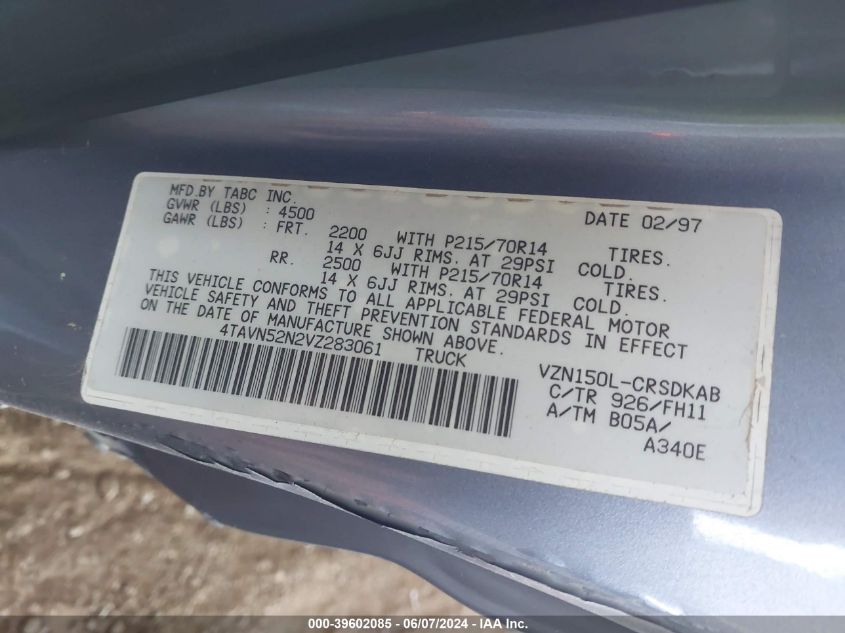 MFD.BY TABC INC. DATE 02/97
GVWR (LBS) : 4500
GAWR (LBS) : FRT. 2200 WITH P215/70R14 TIRES.
14 X 6JJ RIMS. AT 29PSI COLD.
RR. 2500 WITH P215/70R14 TIRES.
14 X 6JJ RIMS. AT 29PSI COLD.
THIS VEHICLE CONFORMS TO ALL APPLICABLE FEDERAL MOTOR
VEHICLE SAFETY AND THEFT PREVENTION STANDARDS IN EFFECT
ON THE DATE OF MANUFACTURE SHOWN ABOVE.
4TAVN52N2VZ283061 TRUCK
VZN150L-CRSDKAB
C/TR 926/FH11
A/TM B05A/
A340E
000-39602085 - 06/07/2024 - IAA Inc.